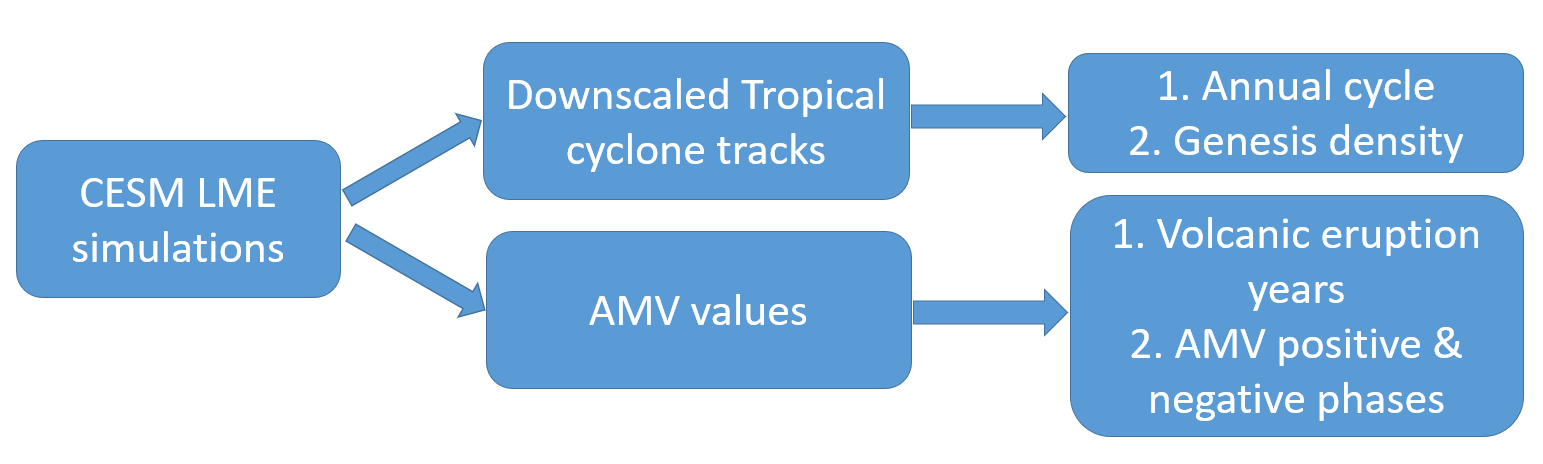 CESM LME
simulations
Downscaled Tropical
cyclone tracks
AMV values
1. Annual cycle
2. Genesis density
1. Volcanic eruption
years
2. AMV positive &
negative phases